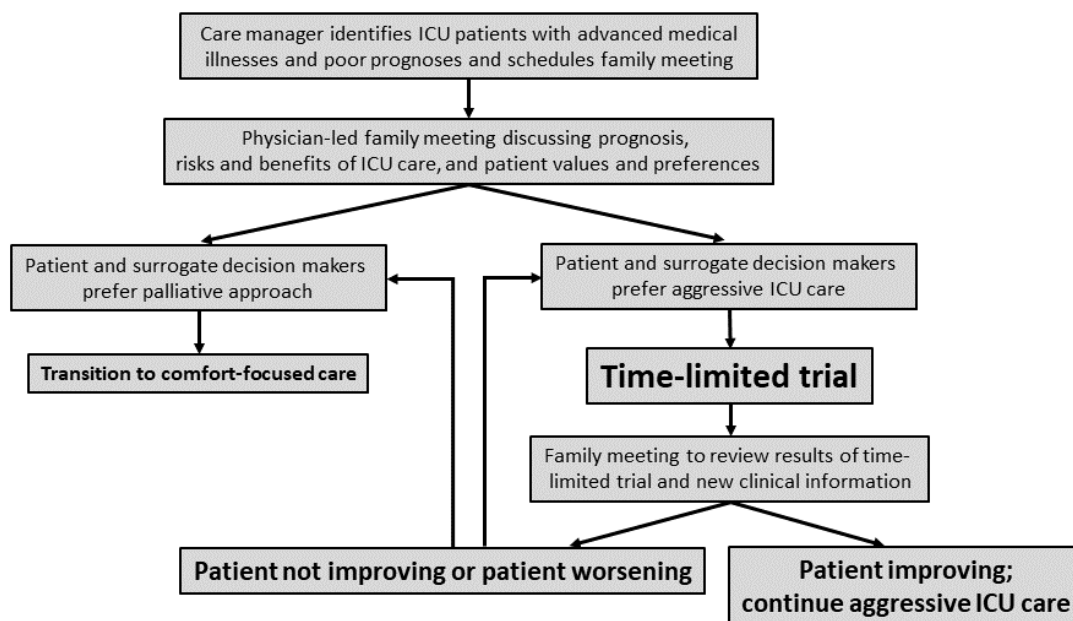 Care manager identifies ICU patients with advanced medical
illnesses and poor prognoses and schedules family meeting
Physician-led family meeting discussing prognosis,
risks and benefits of ICU care, and patient values and preferences
Patient and surrogate decision makers
prefer palliative approach
Patient and surrogate decision makers
prefer aggressive ICU care
Transition to comfort-focused care
Time-limited trial
Family meeting to review results of time-
limited trial and new clinical information
Patient not improving or patient worsening
Patient improving;
continue aggressive ICU care